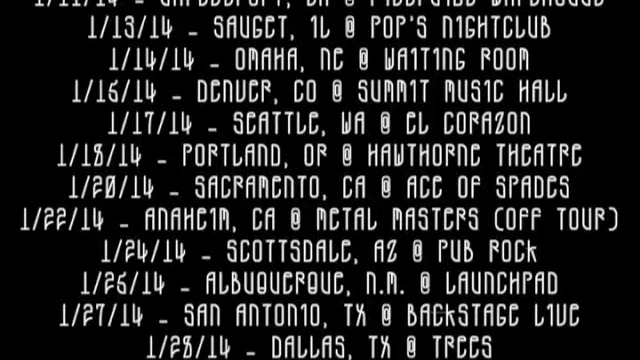 1/13/14 - SAUGET, IL @ POP'S NIGHTCLUB
1/14/14 - OMAHA, NE @ WAITING ROOM
1/15/14 - DENVER, CO @ SUMMIT MUSIC HALL
1/17/14 - SEATTLE, WA @ EL CORAZON
1/18/14 - PORTLAND, OR @ HAWTHORNE THEATRE
1/20/14 - SACRAMENTO, CA @ ACE OF SPADES
1/22/14 - ANAHEIM, CA @ METAL MASTERS (OFF TOUR)
1/24/14 - SCOTTSDALE, AZ @ PUB ROCK
1/25/14 - ALBUQUERQUE, N.M. @ LAUNCHPAD
1/27/14 - SAN ANTONIO, TX @ BACKSTAGE LIVE
1/28/14 - DALLAS, TX @ TREES